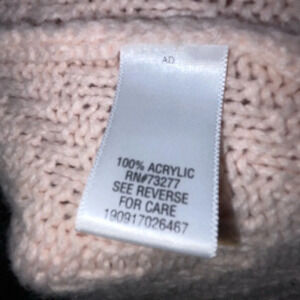 AD
100% ACRYLIC
RN#73277
SEE REVERSE
FOR CARE
190917026467